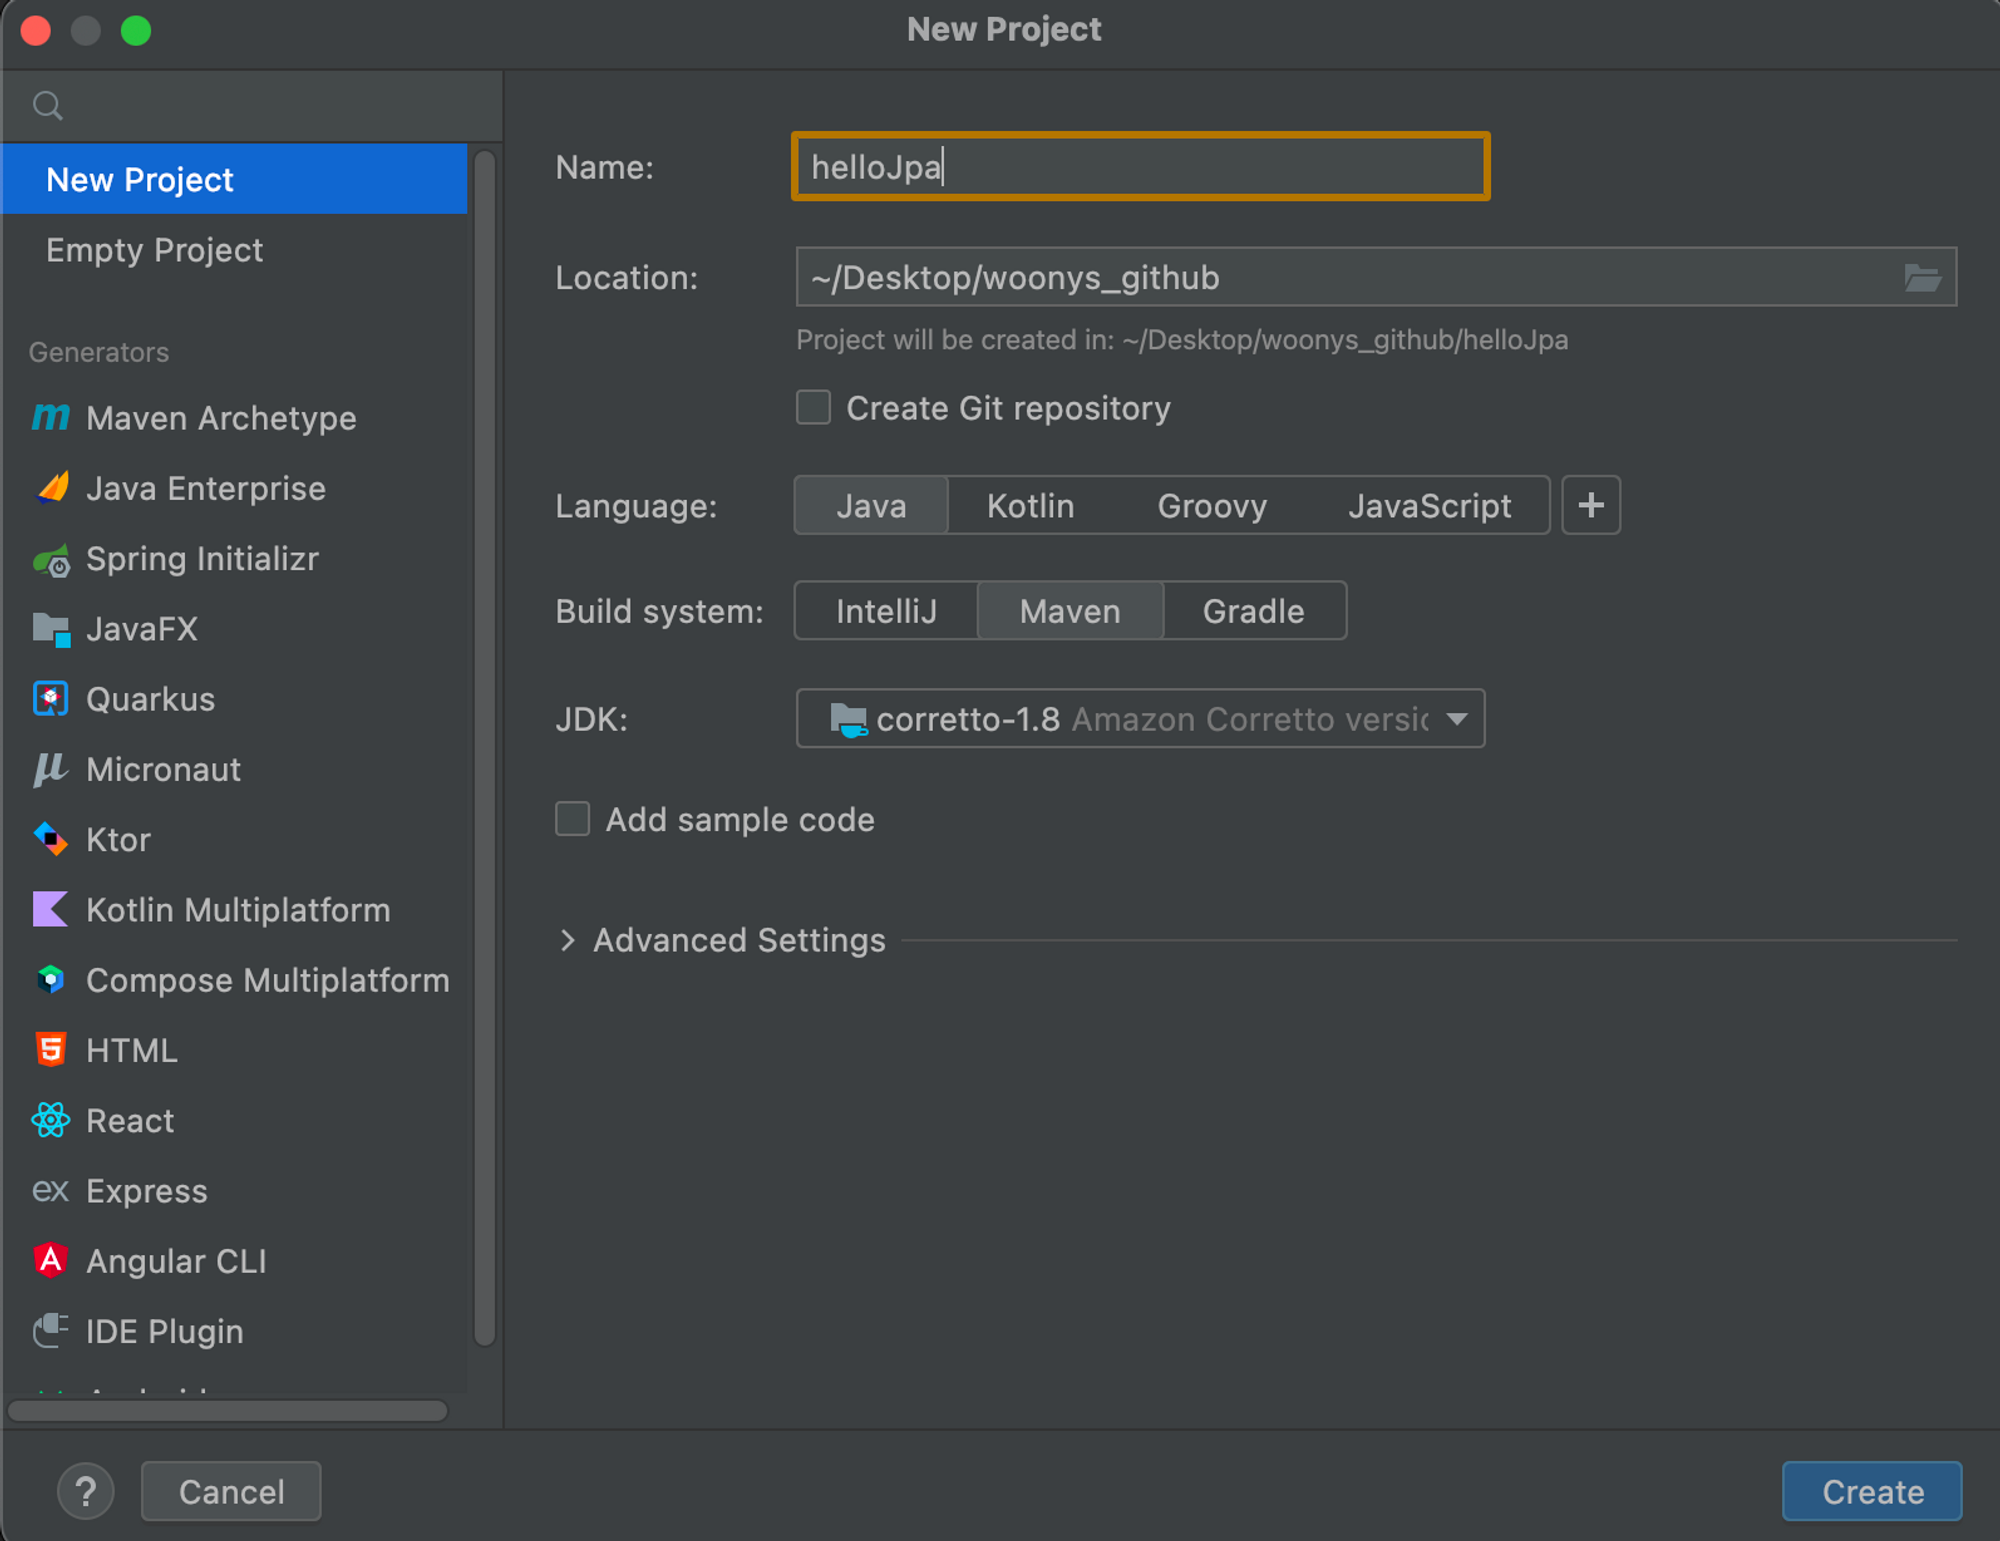 New Project
New Project
Empty Project
Generators
Maven Archetype
Java Enterprise
Spring Initializr
JavaFX
Quarkus
Micronaut
Ktor
Kotlin Multiplatform
Compose Multiplatform
HTML
React
ex Express
Angular CLI
IDE Plugin
Name: helloJpa
Location: ~/Desktop/woonys_github
Project will be created in: ~/Desktop/woonys_github/helloJpa
Create Git repository
Language: Java Kotlin Groovy JavaScript +
Build system: IntelliJ Maven Gradle
JDK: corretto-1.8 Amazon Corretto versic
Add sample code
Advanced Settings
? Cancel Create